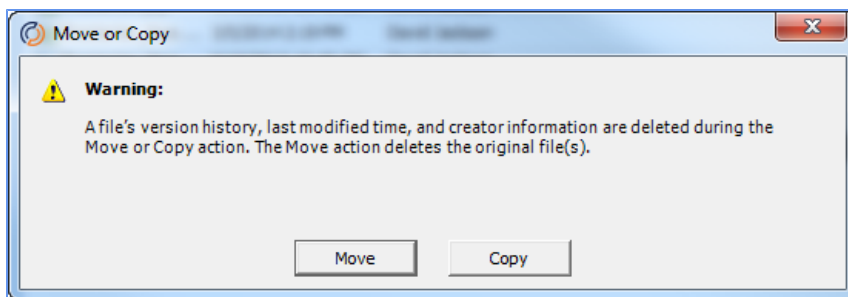 Move or Copy
Warning:
A file's version history, last modified time, and creator information are deleted during the
Move or Copy action. The Move action deletes the original file(s).
Move
Copy